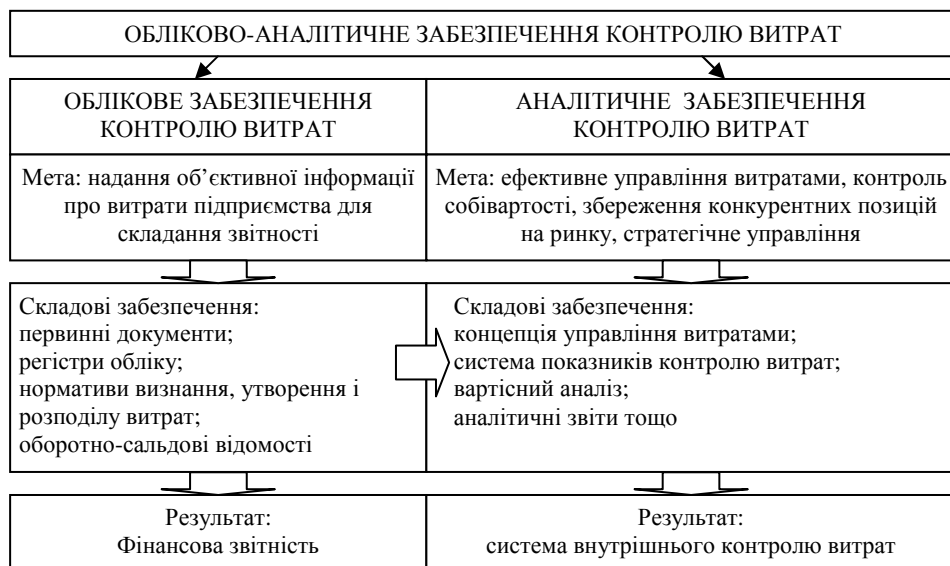 ОБЛІКОВО-АНАЛІТИЧНЕ ЗАБЕЗПЕЧЕННЯ КОНТРОЛЮ ВИТРАТ
ОБЛІКОВЕ ЗАБЕЗПЕЧЕННЯ
КОНТРОЛЮ ВИТРАТ
АНАЛІТИЧНЕ ЗАБЕЗПЕЧЕННЯ
КОНТРОЛЮ ВИТРАТ
Мета: надання об’єктивної інформації
про витрати підприємства для
складання звітності
Мета: ефективне управління витратами, контроль
собівартості, збереження конкурентних позицій
на ринку, стратегічне управління
Складові забезпечення:
первинні документи;
регістри обліку;
нормативи визнання, утворення і
розподілу витрат;
оборотно-сальдові відомості
Складові забезпечення:
концепція управління витратами;
система показників контролю витрат;
вартісний аналіз;
аналітичні звіти тощо
Результат:
Фінансова звітність
Результат:
система внутрішнього контролю витрат